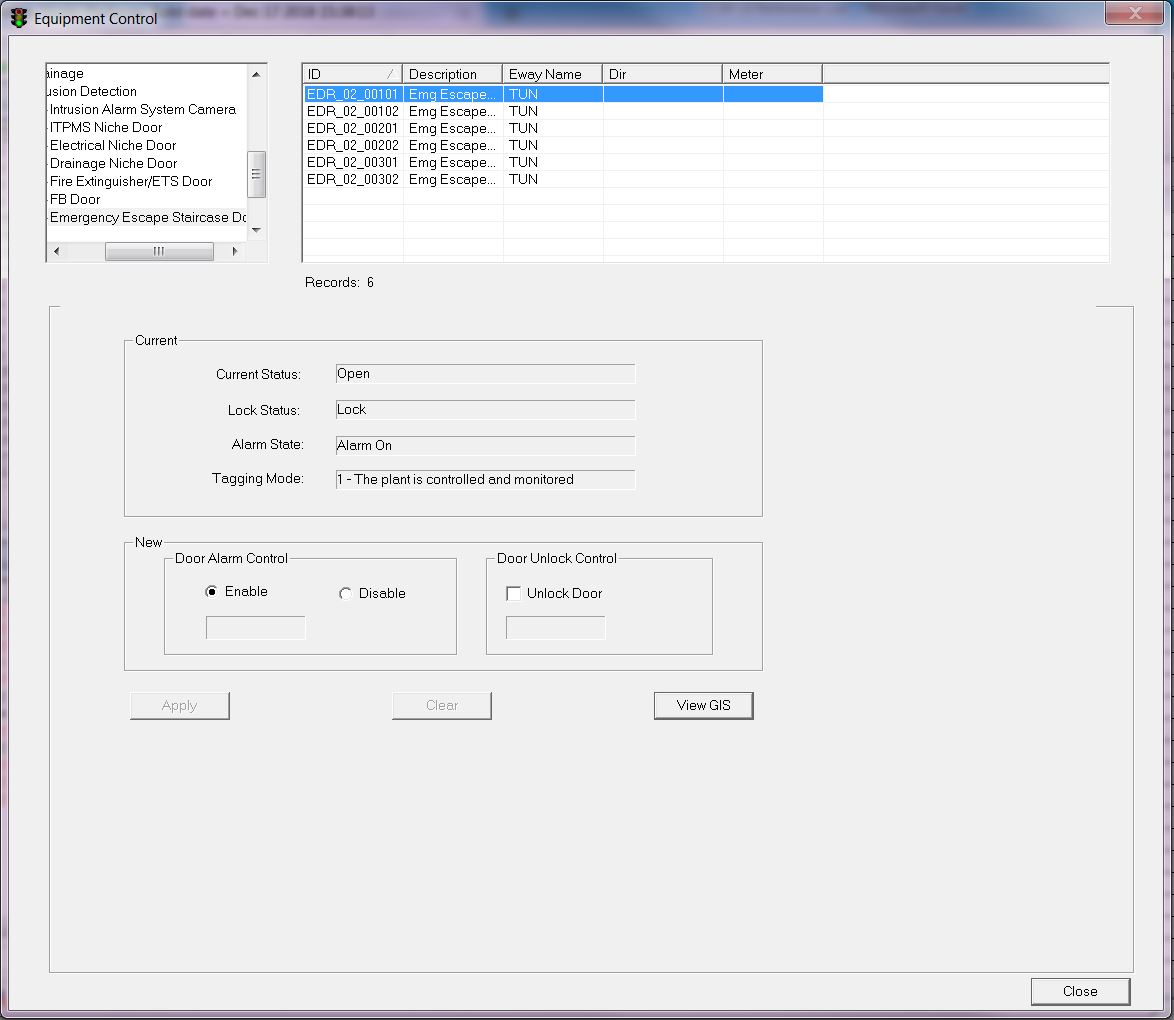 Equipment Control
ainage
usion Detection
Intrusion Alarm System Camera
ITPMS Niche Door
Electrical Niche Door
Drainage Niche Door
Fire Extinguisher/ETS Door
FB Door
Emergency Escape Staircase Do
ID Description Eway Name Dir Meter
EDR_02_00101 Emg Escape... TUN
EDR_02_00102 Emg Escape... TUN
EDR_02_00201 Emg Escape... TUN
EDR_02_00202 Emg Escape... TUN
EDR_02_00301 Emg Escape... TUN
EDR_02_00302 Emg Escape... TUN
Records: 6
Current
Current Status: Open
Lock Status: Lock
Alarm State: Alarm On
Tagging Mode: 1 - The plant is controlled and monitored
New
Door Alarm Control Door Unlock Control
Enable Disable Unlock Door
Apply Clear View GIS
Close